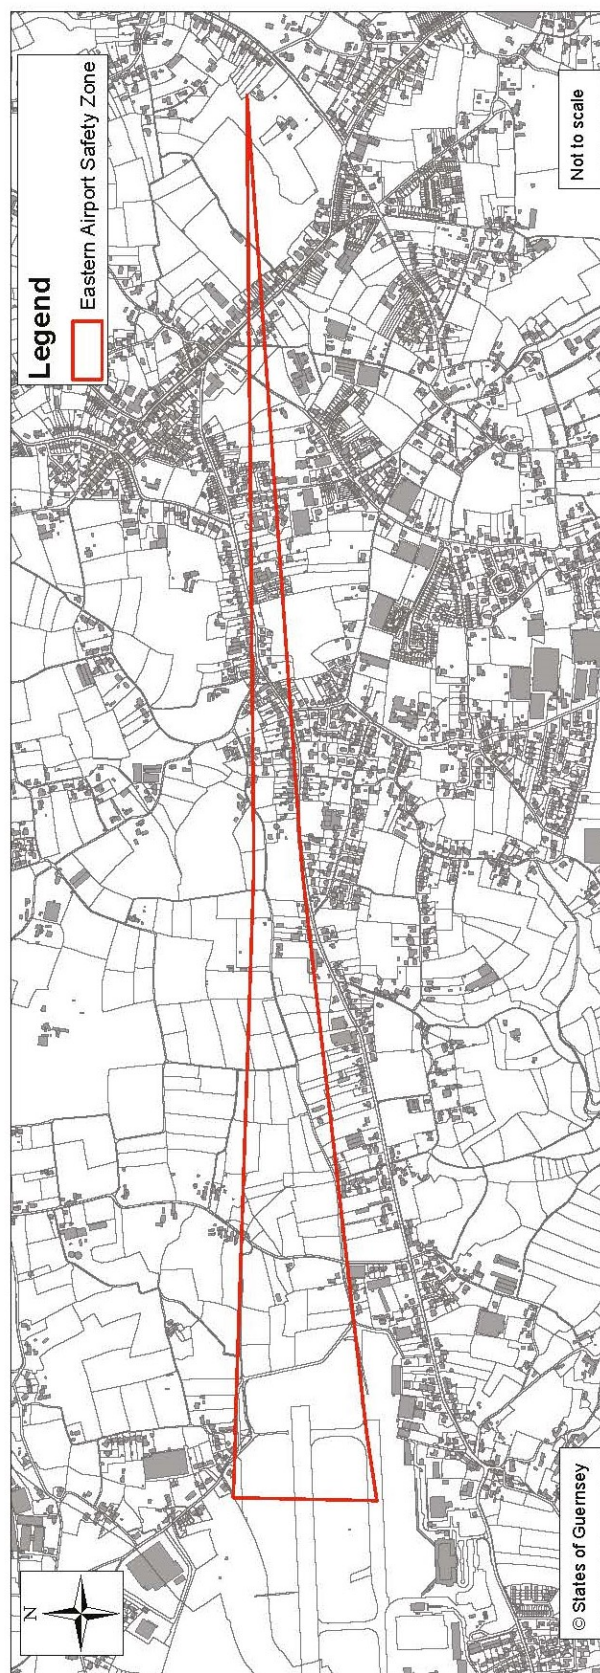 Legend
Eastern Airport Safety Zone
Not to scale
N
© States of Guernsey